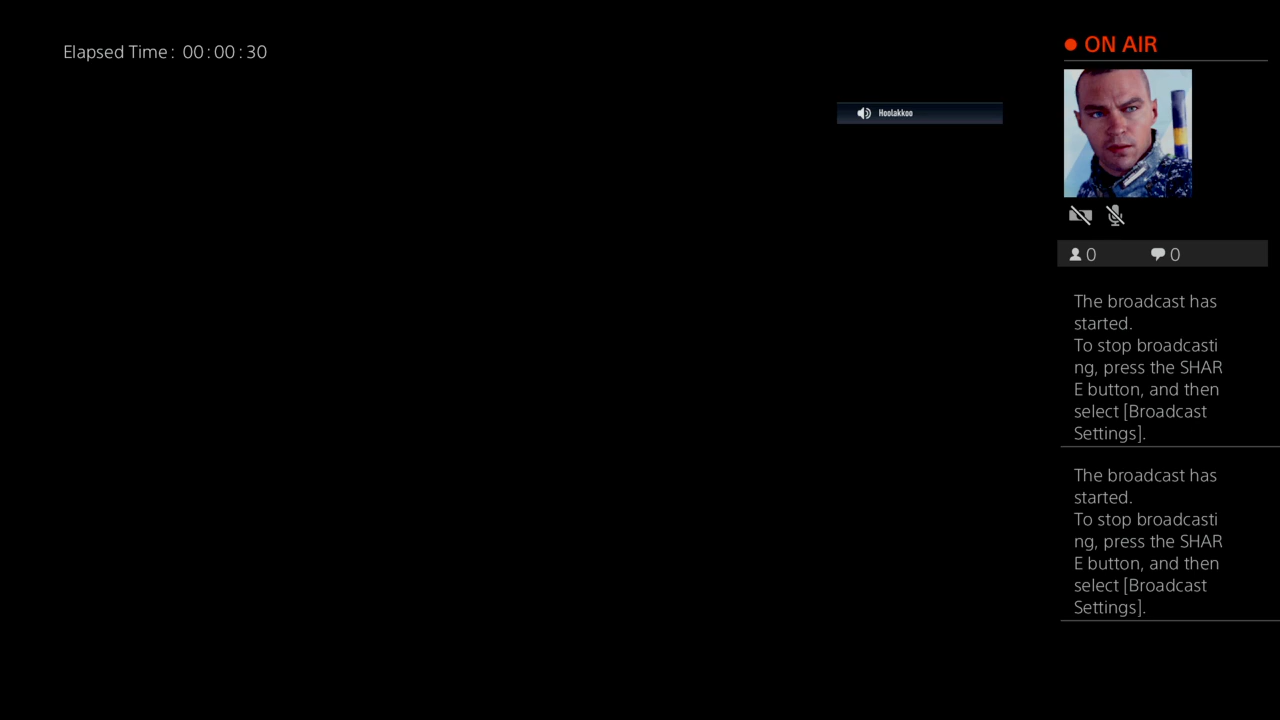 Elapsed Time: 00:00:30
ON AIR
Hoolakkoo
0 0
The broadcast has
started.
To stop broadcasti
ng, press the SHAR
E button, and then
select [Broadcast
Settings].
The broadcast has
started.
To stop broadcasti
ng, press the SHAR
E button, and then
select [Broadcast
Settings].